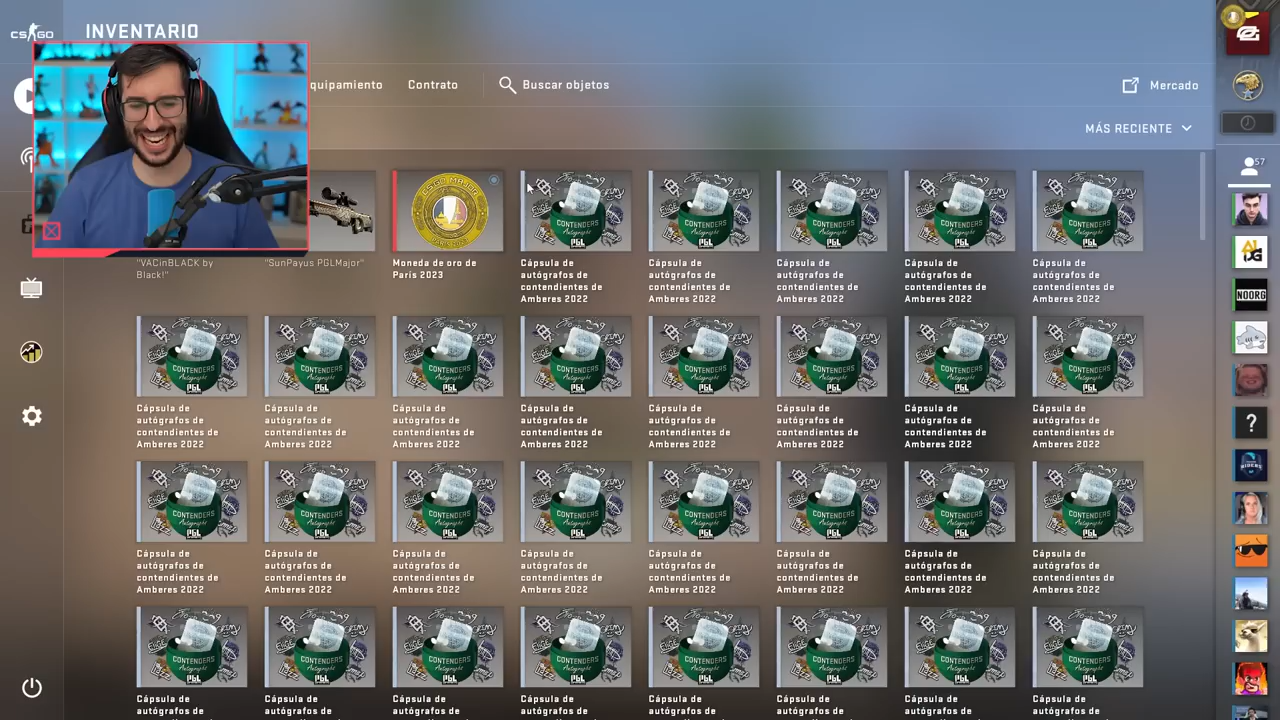 CS GO
INVENTARIO
quipamiento
Contrato
Buscar objetos
Mercado
MÁS RECIENTE
57
"VACinBLACK by
Black!"
"SunPayus PGLMajor"
Moneda de oro de
París 2023
Cápsula de
autógrafos de
contendientes de
Amberes 2022
Cápsula de
autógrafos de
contendientes de
Amberes 2022
Cápsula de
autógrafos de
contendientes de
Amberes 2022
Cápsula de
autógrafos de
contendientes de
Amberes 2022
Cápsula de
autógrafos de
contendientes de
Amberes 2022
Cápsula de
autógrafos de
contendientes de
Amberes 2022
Cápsula de
autógrafos de
contendientes de
Amberes 2022
Cápsula de
autógrafos de
contendientes de
Amberes 2022
Cápsula de
autógrafos de
contendientes de
Amberes 2022
Cápsula de
autógrafos de
contendientes de
Amberes 2022
Cápsula de
autógrafos de
contendientes de
Amberes 2022
Cápsula de
autógrafos de
contendientes de
Amberes 2022
Cápsula de
autógrafos de
contendientes de
Amberes 2022
Cápsula de
autógrafos de
contendientes de
Amberes 2022
Cápsula de
autógrafos de
contendientes de
Amberes 2022
Cápsula de
autógrafos de
contendientes de
Amberes 2022
Cápsula de
autógrafos de
contendientes de
Amberes 2022
Cápsula de
autógrafos de
contendientes de
Amberes 2022
Cápsula de
autógrafos de
contendientes de
Amberes 2022
Cápsula de
autógrafos de
contendientes de
Amberes 2022
Cápsula de
autógrafos de
contendientes de
Amberes 2022
Cápsula de
autógrafos de
Cápsula de
autógrafos de
Cápsula de
autógrafos de
Cápsula de
autógrafos de
Cápsula de
autógrafos de
Cápsula de
autógrafos de
Cápsula de
autógrafos de
Cápsula de
autógrafos de
CONTENDERS
Autographs
PGL
NOORG
?
RIDERS